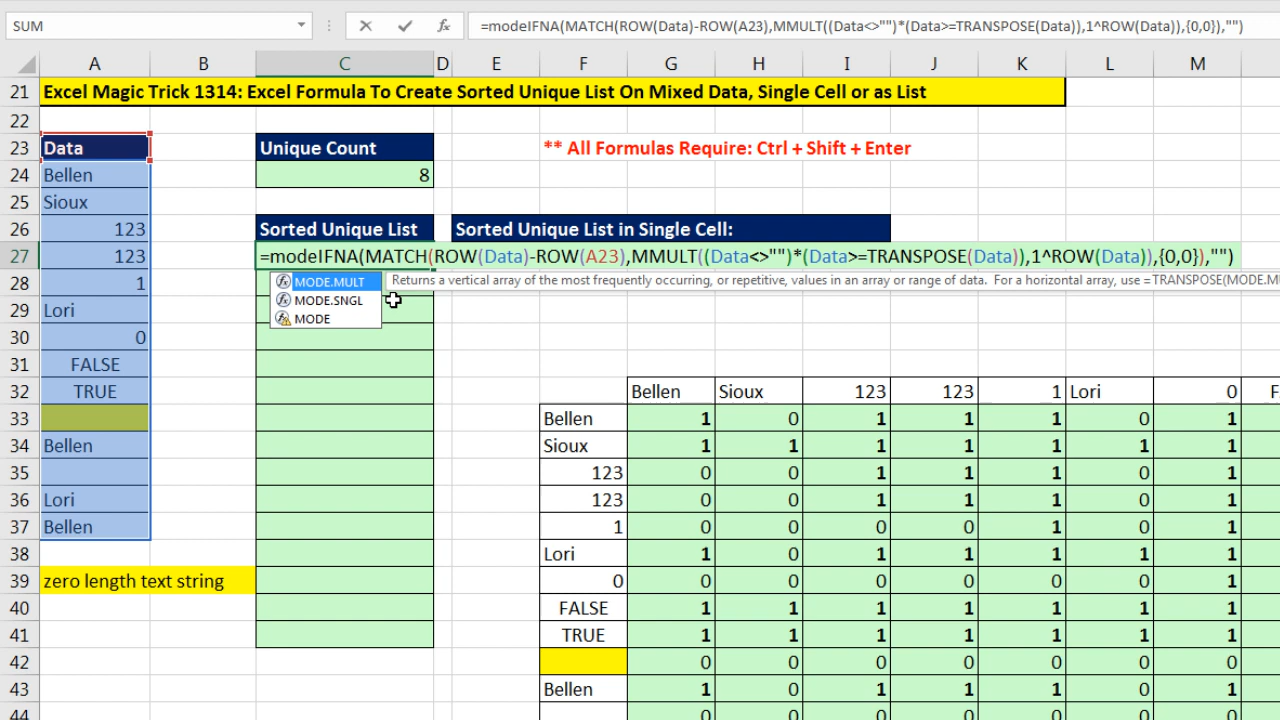 SUM =modeIFNA(MATCH(ROW(Data)-ROW(A23),MMULT((Data<>"")*(Data>=TRANSPOSE(Data)),1^ROW(Data)),{0,0}),"")
A B C D E F G H I J K L M
21 Excel Magic Trick 1314: Excel Formula To Create Sorted Unique List On Mixed Data, Single Cell or as List
22
23 Data Unique Count ** All Formulas Require: Ctrl + Shift + Enter
24 Bellen 8
25 Sioux
26 123 Sorted Unique List Sorted Unique List in Single Cell:
27 123 =modeIFNA(MATCH(ROW(Data)-ROW(A23),MMULT((Data<>"")*(Data>=TRANSPOSE(Data)),1^ROW(Data)),{0,0}),"")
28 1 MODE.MULT Returns a vertical array of the most frequently occurring, or repetitive, values in an array or range of data. For a horizontal array, use =TRANSPOSE(MODE.MU
29 Lori MODE.SNGL
30 0 MODE
31 FALSE
32 TRUE Bellen Sioux 123 123 1 Lori 0 F
33 Bellen 1 0 1 1 1 0 1
34 Bellen Sioux 1 1 1 1 1 1 1
35 123 0 0 1 1 1 0 1
36 Lori 123 0 0 1 1 1 0 1
37 Bellen 1 0 0 0 0 1 0 1
38 Lori 1 0 1 1 1 1 1
39 zero length text string 0 0 0 0 0 0 0 1
40 FALSE 1 1 1 1 1 1 1
41 TRUE 1 1 1 1 1 1 1
42 0 0 0 0 0 0 0
43 Bellen 1 0 1 1 1 0 1
44 0 0 0 0 0 0 0